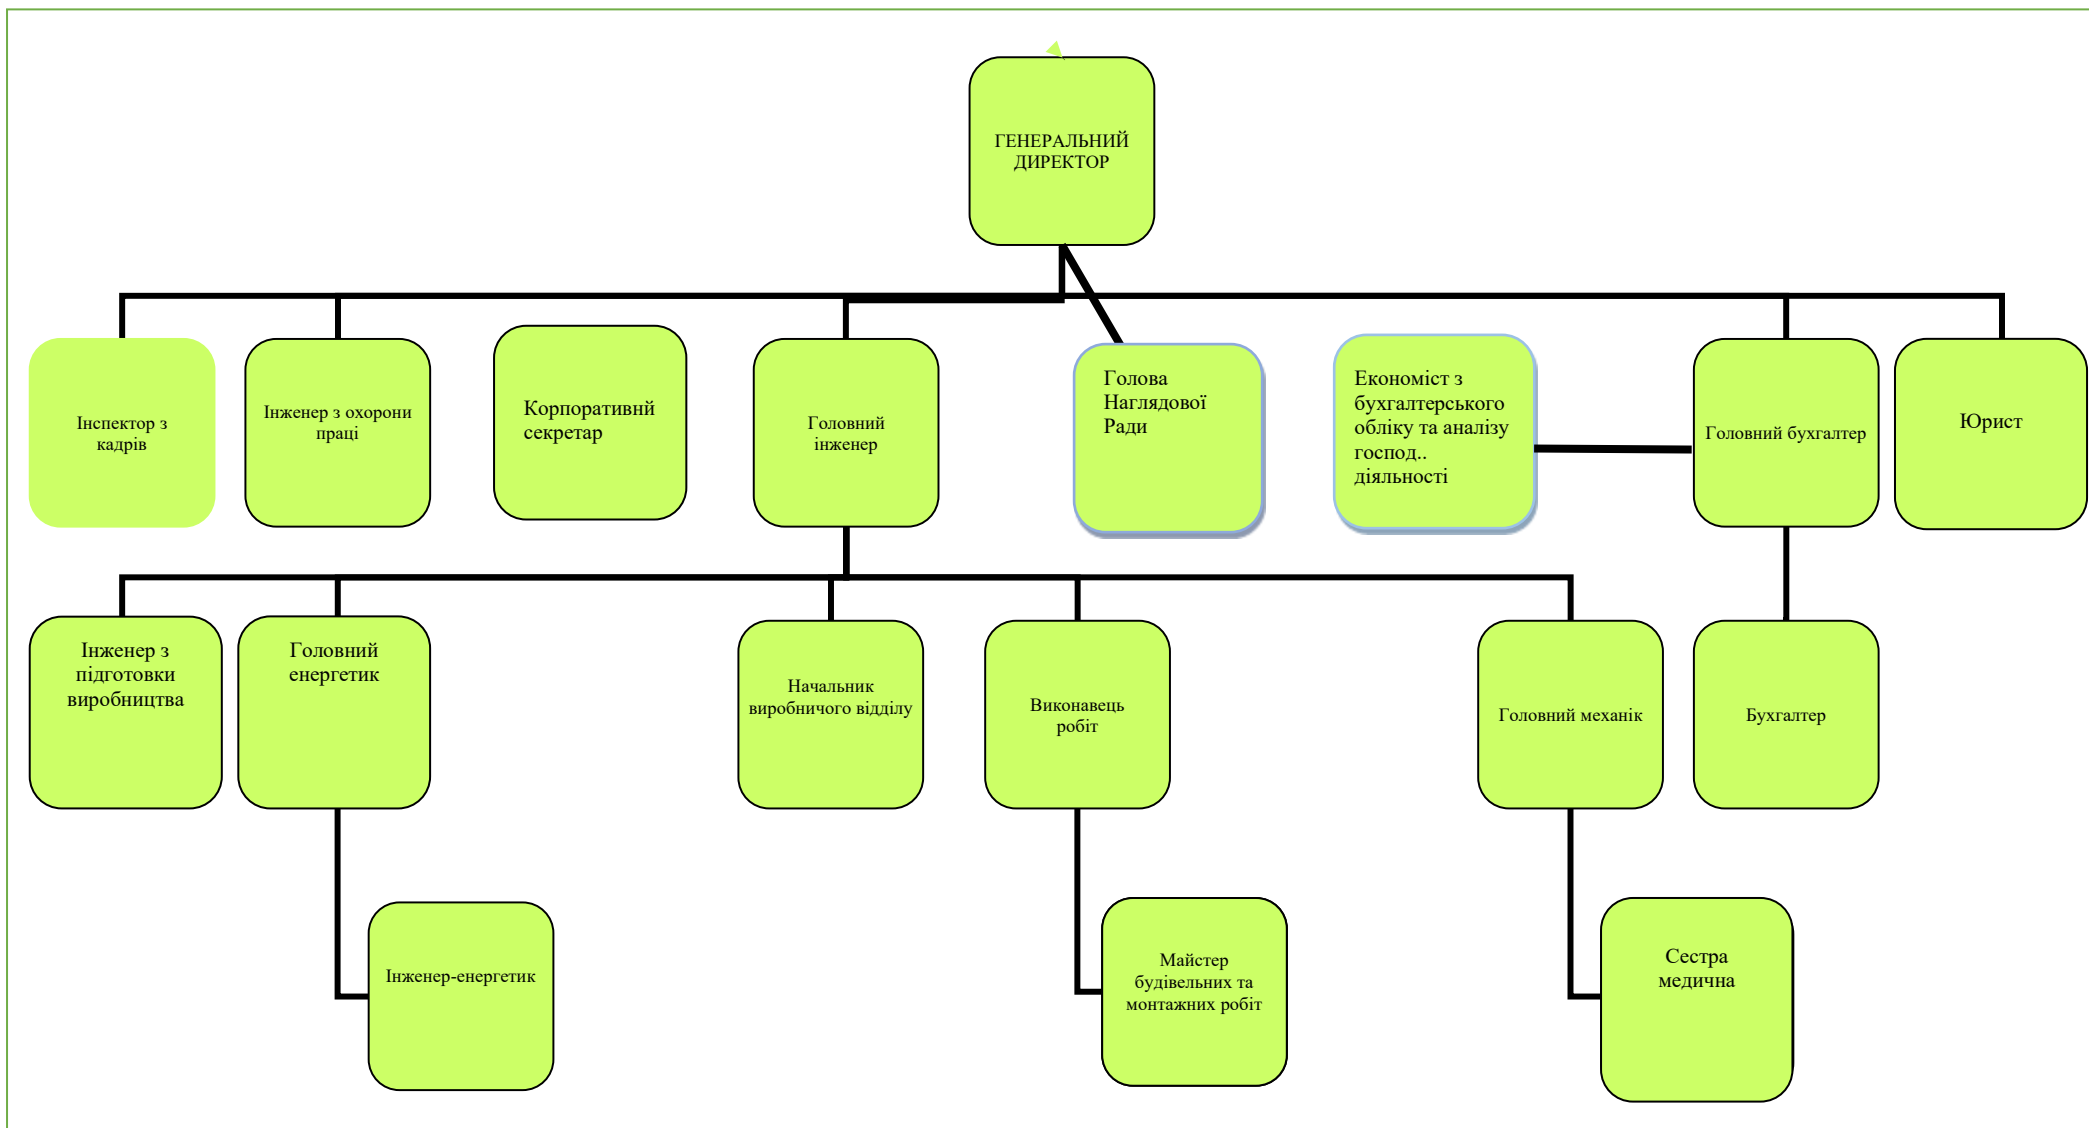 ГЕНЕРАЛЬНИЙ
ДИРЕКТОР
Інспектор з
кадрів
Інженер з охорони
праці
Корпоративнй
секретар
Головний
інженер
Голова
Наглядової
Ради
Економіст з
бухгалтерського
обліку та аналізу
господ..
діяльності
Головний бухгалтер
Юрист
Інженер з
підготовки
виробництва
Головний
енергетик
Начальник
виробничого відділу
Виконавець
робіт
Головний механік
Бухгалтер
Інженер-енергетик
Майстер
будівельних та
монтажних робіт
Сестра
медична